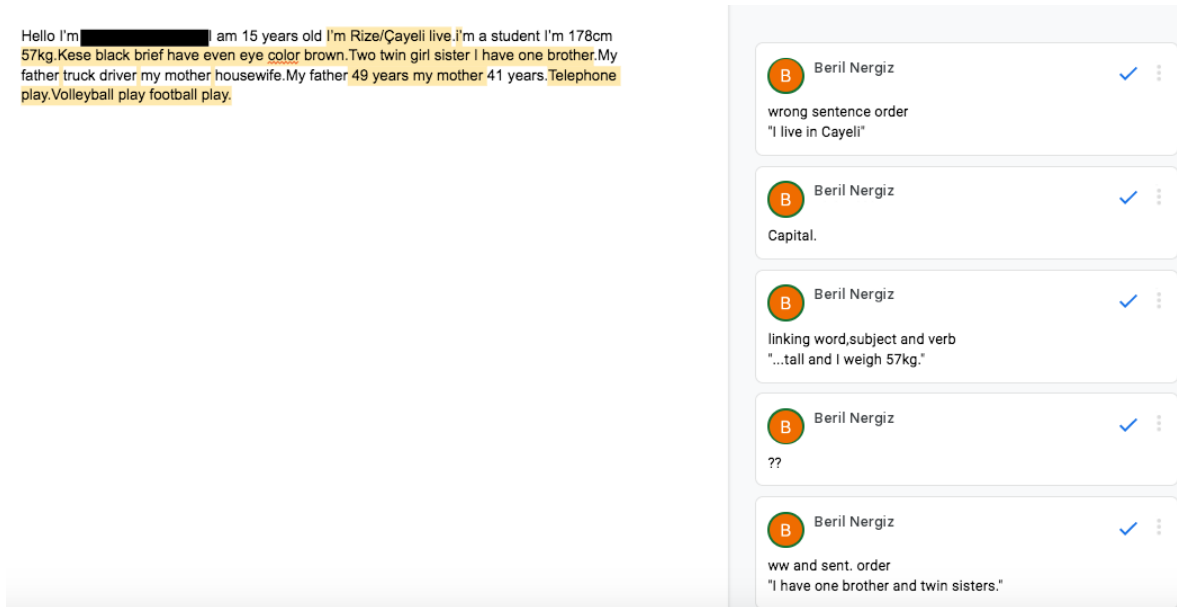 Hello I'm I am 15 years old I'm Rize/Çayeli live.i'm a student I'm 178cm
57kg.Kese black brief have even eye color brown.Two twin girl sister I have one brother.My
father truck driver my mother housewife.My father 49 years my mother 41 years.Telephone
play.Volleyball play football play.
B Beril Nergiz
wrong sentence order
"I live in Cayeli"
B Beril Nergiz
Capital.
B Beril Nergiz
linking word,subject and verb
"...tall and I weigh 57kg."
B Beril Nergiz
??
B Beril Nergiz
ww and sent. order
"I have one brother and twin sisters."